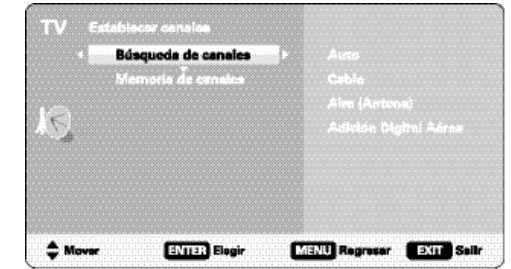 TV Establecer canales
Búsqueda de canales
Memoria de canales
Auto
Cable
Aire (Antena)
Adición Digital Aérea
Mover ENTER Elegir MENU Regresar EXIT Salir